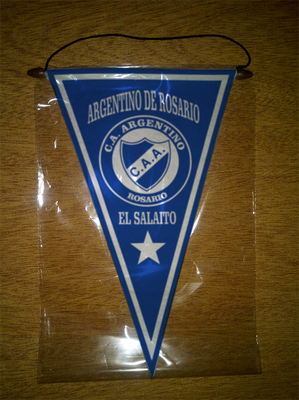 ARGENTINO DE ROSARIO
C.A. ARGENTINO
C.A.A.
ROSARIO
EL SALAITO